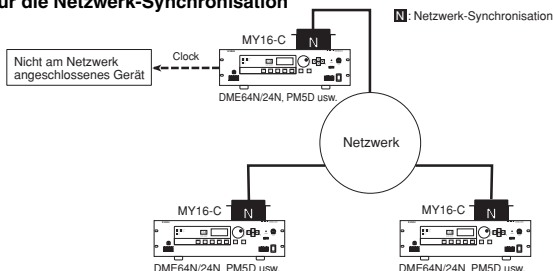 für die Netzwerk-Synchronisation
N : Netzwerk-Synchronisation
MY16-C
N
Nicht am Netzwerk
angeschlossenes Gerät
Clock
DME64N/24N, PM5D usw.
Netzwerk
MY16-C
N
MY16-C
N
DME64N/24N, PM5D usw.
DME64N/24N, PM5D usw.